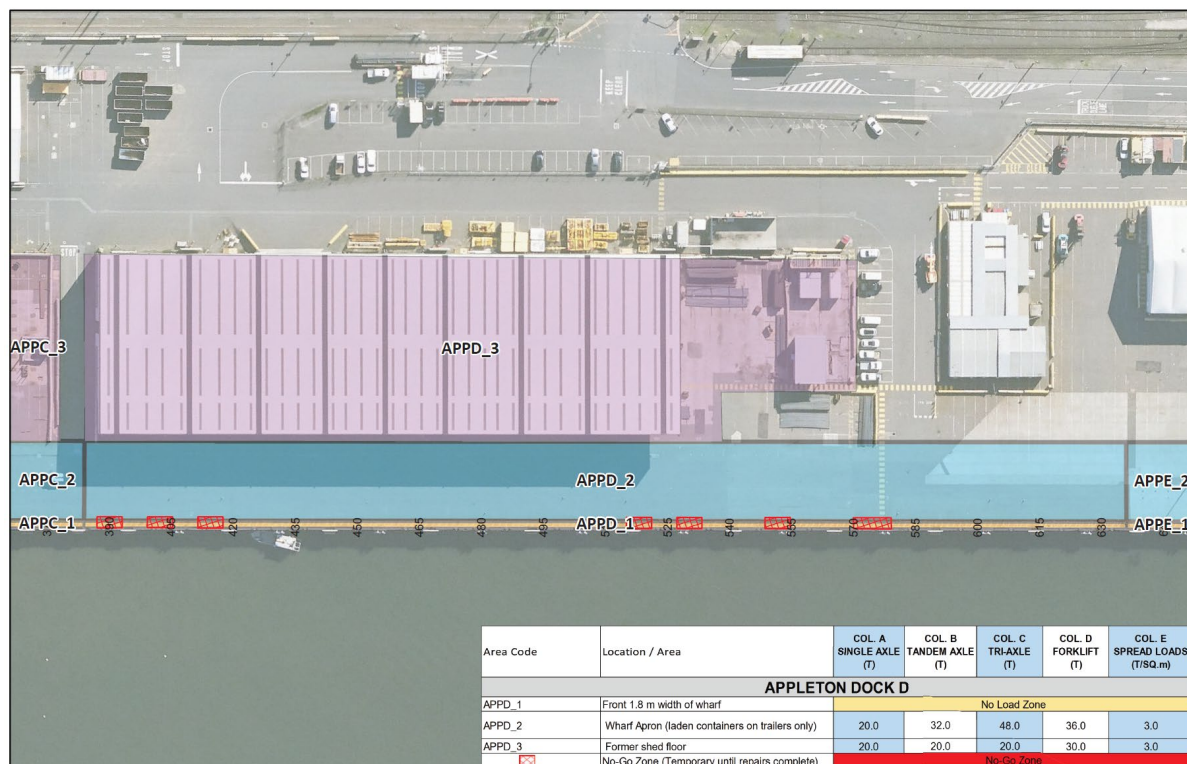 STOP
APPC_3
APPD_3
APPC_2
APPD_2
APPE_2
APPC_1
APPD_1
APPE_1
390
405
420
435
450
465
480
495
525
540
555
570
585
600
615
630
Area Code
Location / Area
COL. A
SINGLE AXLE
(T)
COL. B
TANDEM AXLE
(T)
COL. C
TRI-AXLE
(T)
COL. D
FORKLIFT
(T)
COL. E
SPREAD LOADS
(T/SQ.m)
APPLETON DOCK D
APPD_1 Front 1.8 m width of wharf No Load Zone
APPD_2 Wharf Apron (laden containers on trailers only) 20.0 32.0 48.0 36.0 3.0
APPD_3 Former shed floor 20.0 20.0 20.0 30.0 3.0
No-Go Zone (Temporary until repairs complete) No-Go Zone